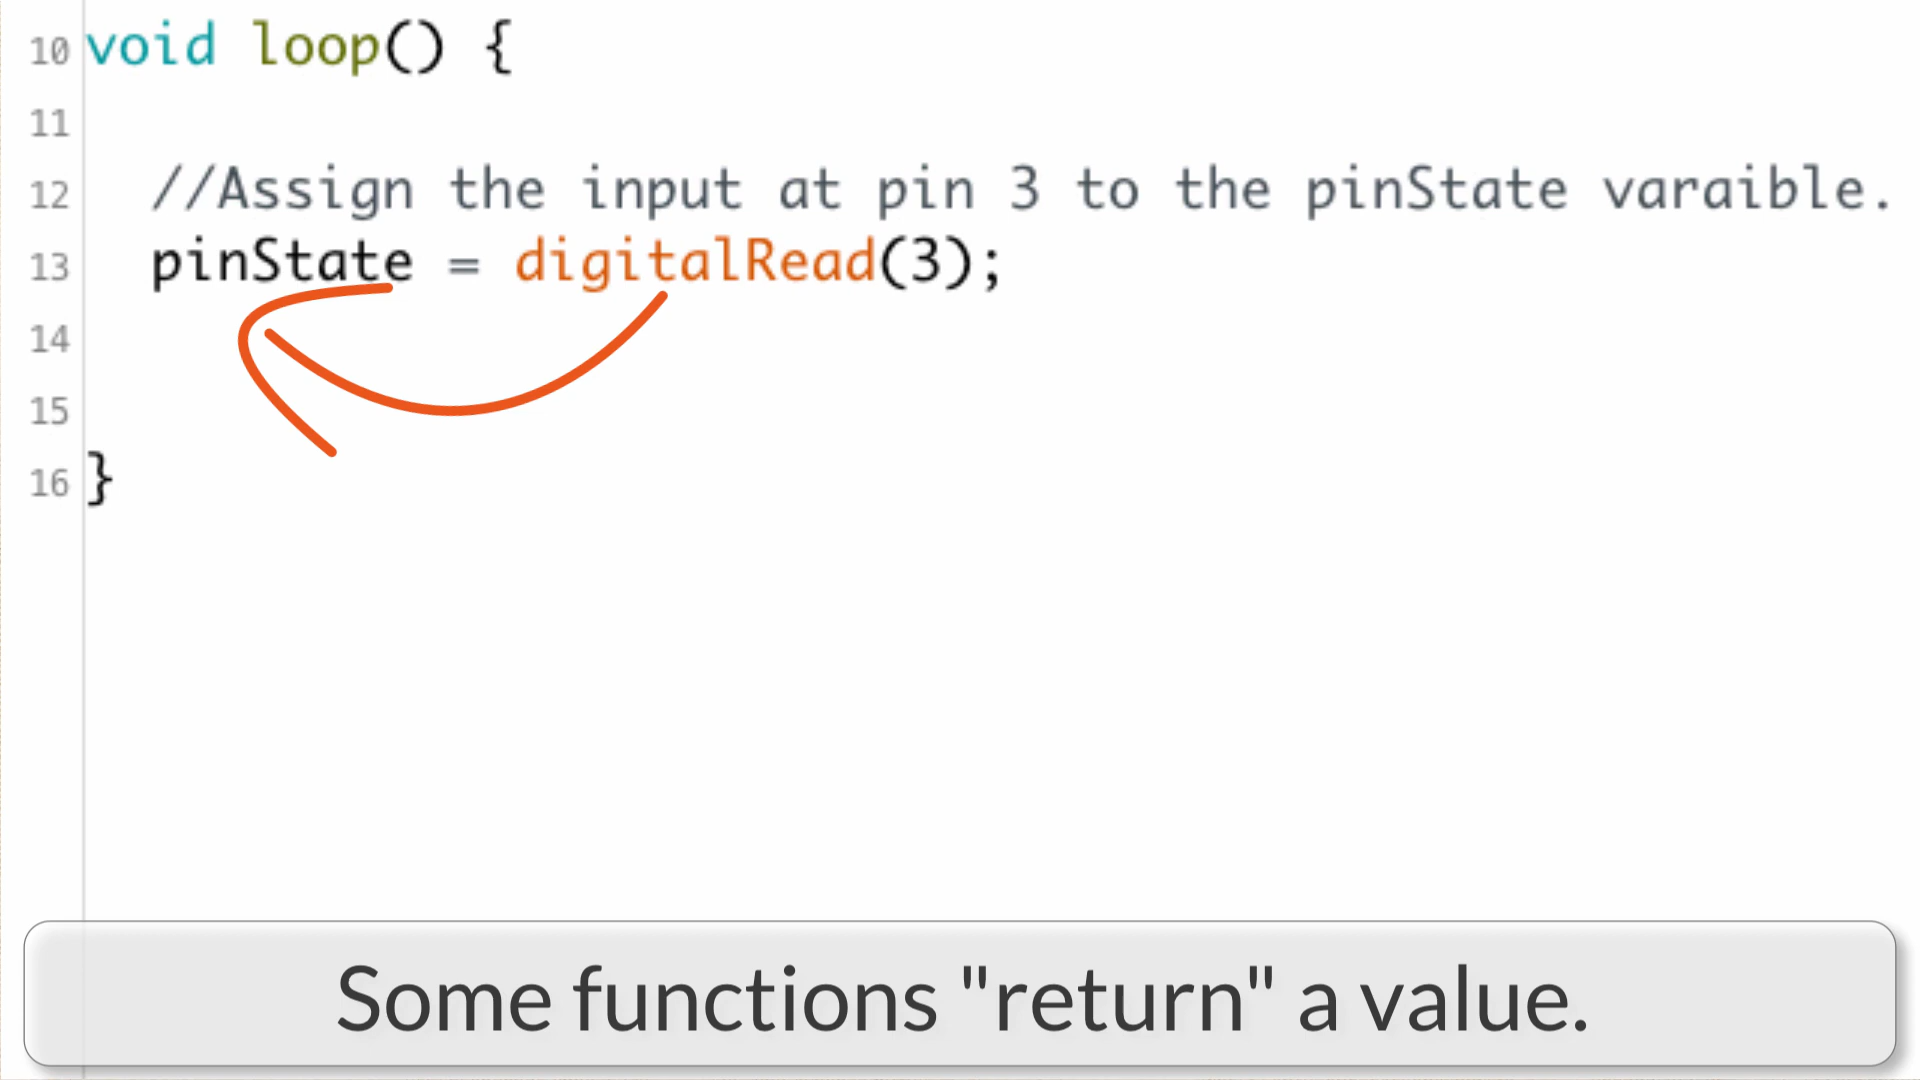 10 void loop() {
11
12 //Assign the input at pin 3 to the pinState varaible.
13 pinState = digitalRead(3);
14
15
16 }
Some functions "return" a value.